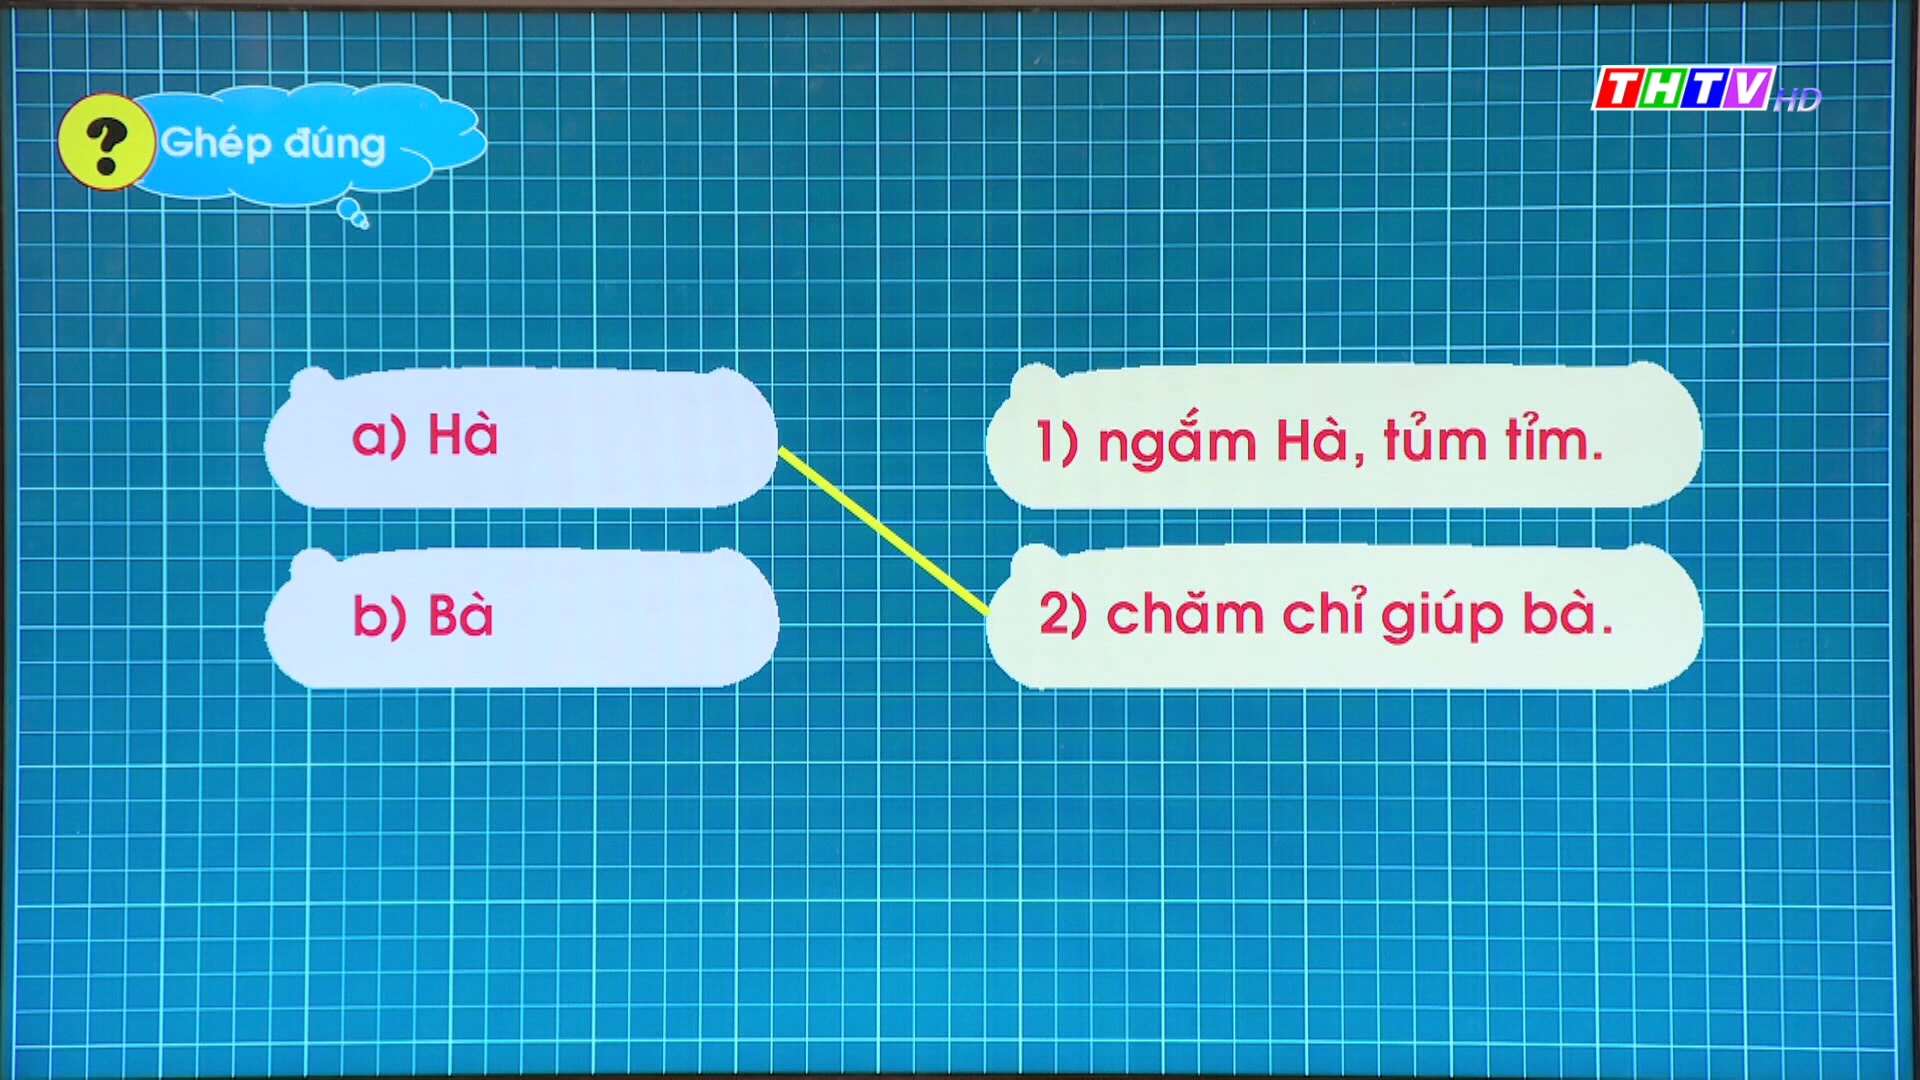 THTV HD
? Ghép đúng
a) Hà
1) ngắm Hà, tủm tỉm.
b) Bà
2) chăm chỉ giúp bà.